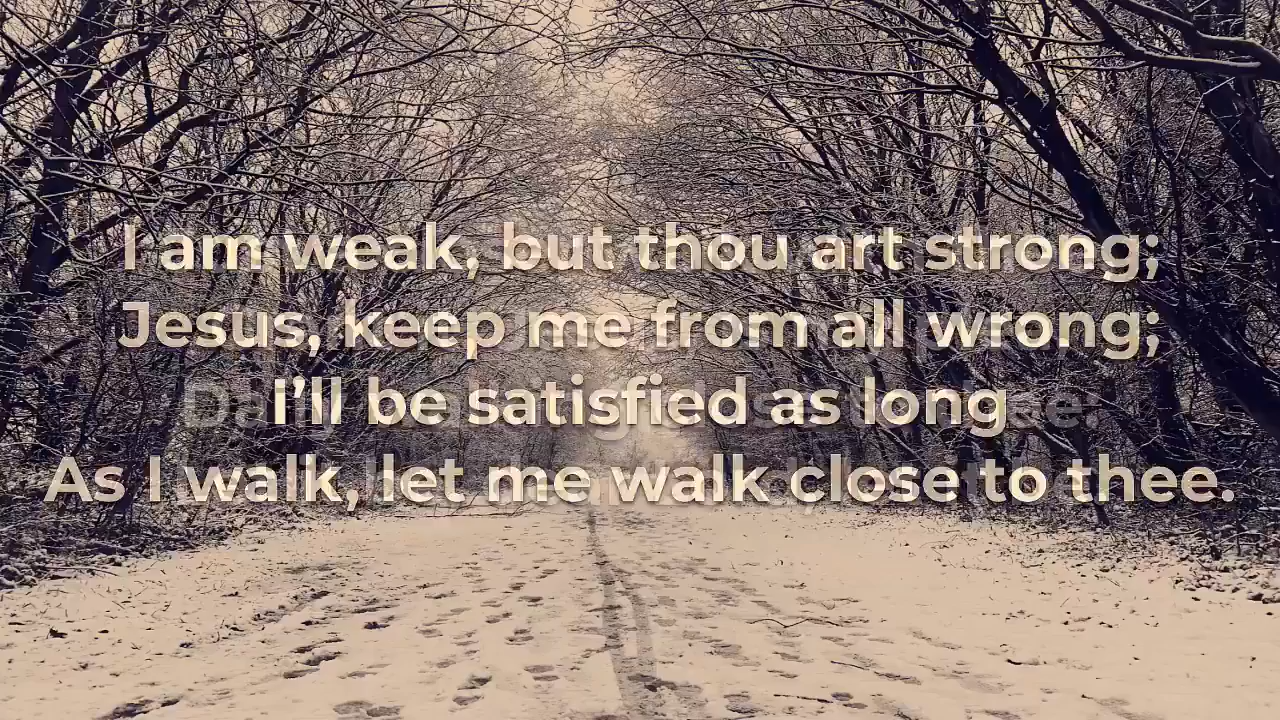 I am weak, but thou art strong;
Jesus, keep me from all wrong;
I'll be satisfied as long
As I walk, let me walk close to thee.